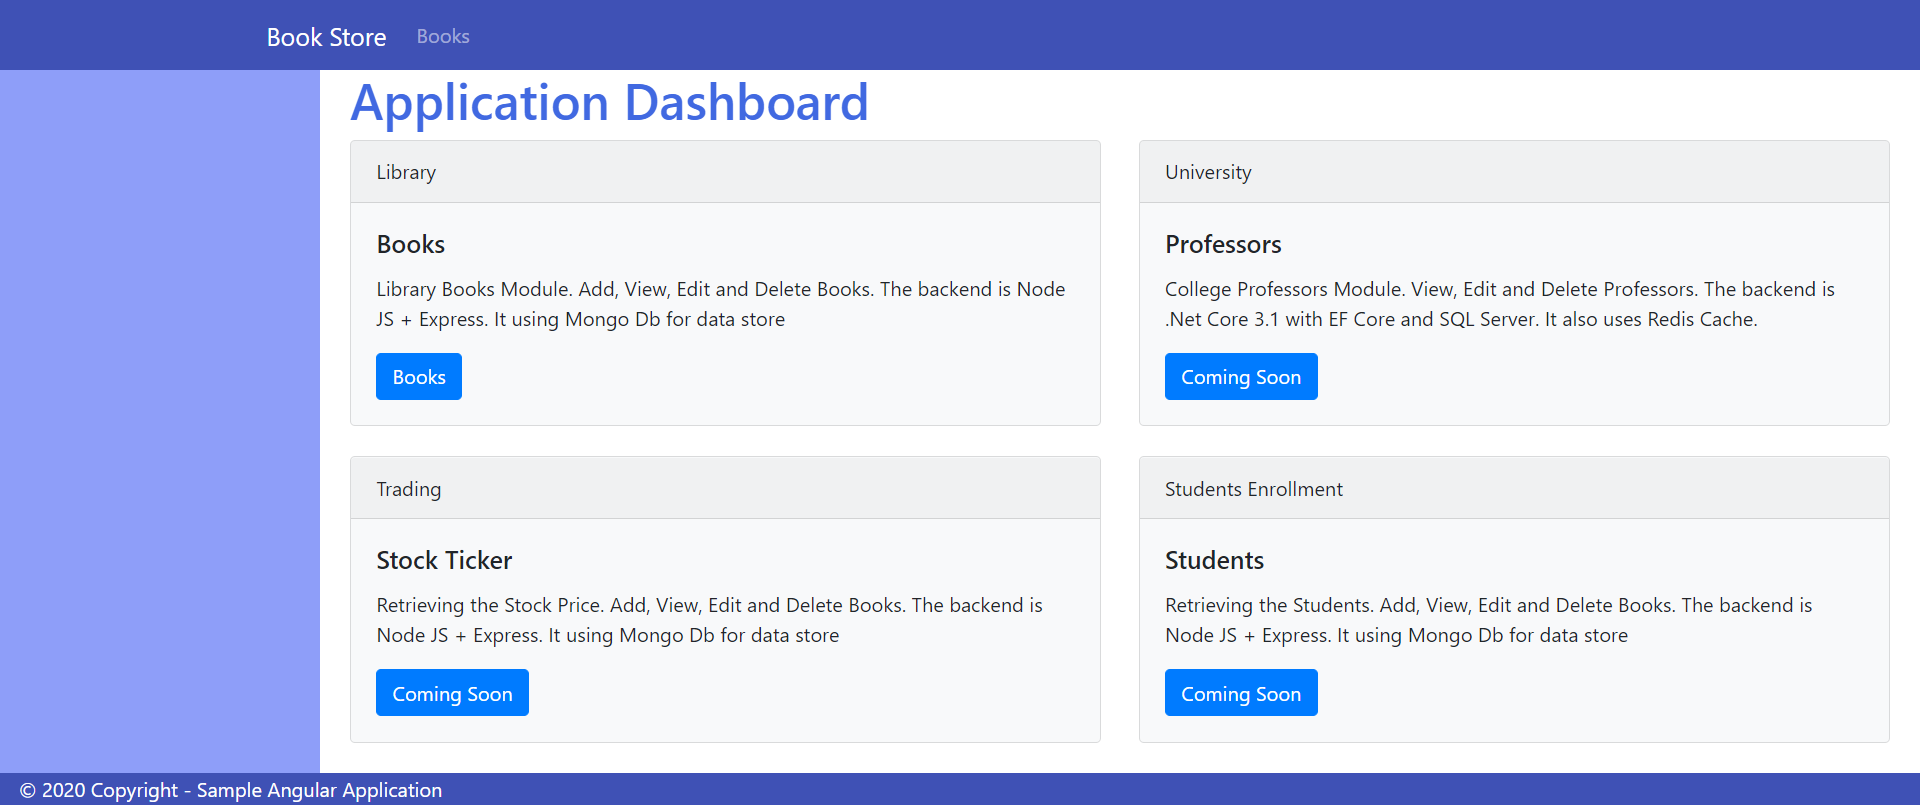 Book Store Books
Application Dashboard
Library
Books
Library Books Module. Add, View, Edit and Delete Books. The backend is Node
JS + Express. It using Mongo Db for data store
Books
University
Professors
College Professors Module. View, Edit and Delete Professors. The backend is
.Net Core 3.1 with EF Core and SQL Server. It also uses Redis Cache.
Coming Soon
Trading
Stock Ticker
Retrieving the Stock Price. Add, View, Edit and Delete Books. The backend is
Node JS + Express. It using Mongo Db for data store
Coming Soon
Students Enrollment
Students
Retrieving the Students. Add, View, Edit and Delete Books. The backend is
Node JS + Express. It using Mongo Db for data store
Coming Soon
© 2020 Copyright - Sample Angular Application